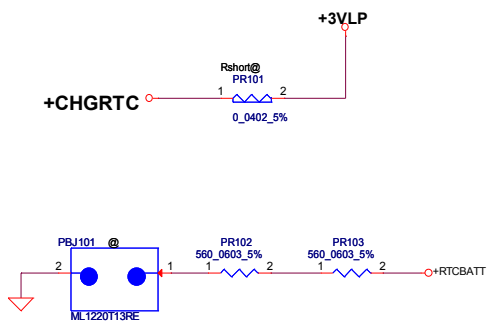 +3VLP
Rshort@
PR101
+CHGRTC
1 2
0_0402_5%
PBJ101 @
PR102
PR103
560_0603_5%
560_0603_5%
2 1 1 2 1 2
+RTCBATT
ML1220T13RE